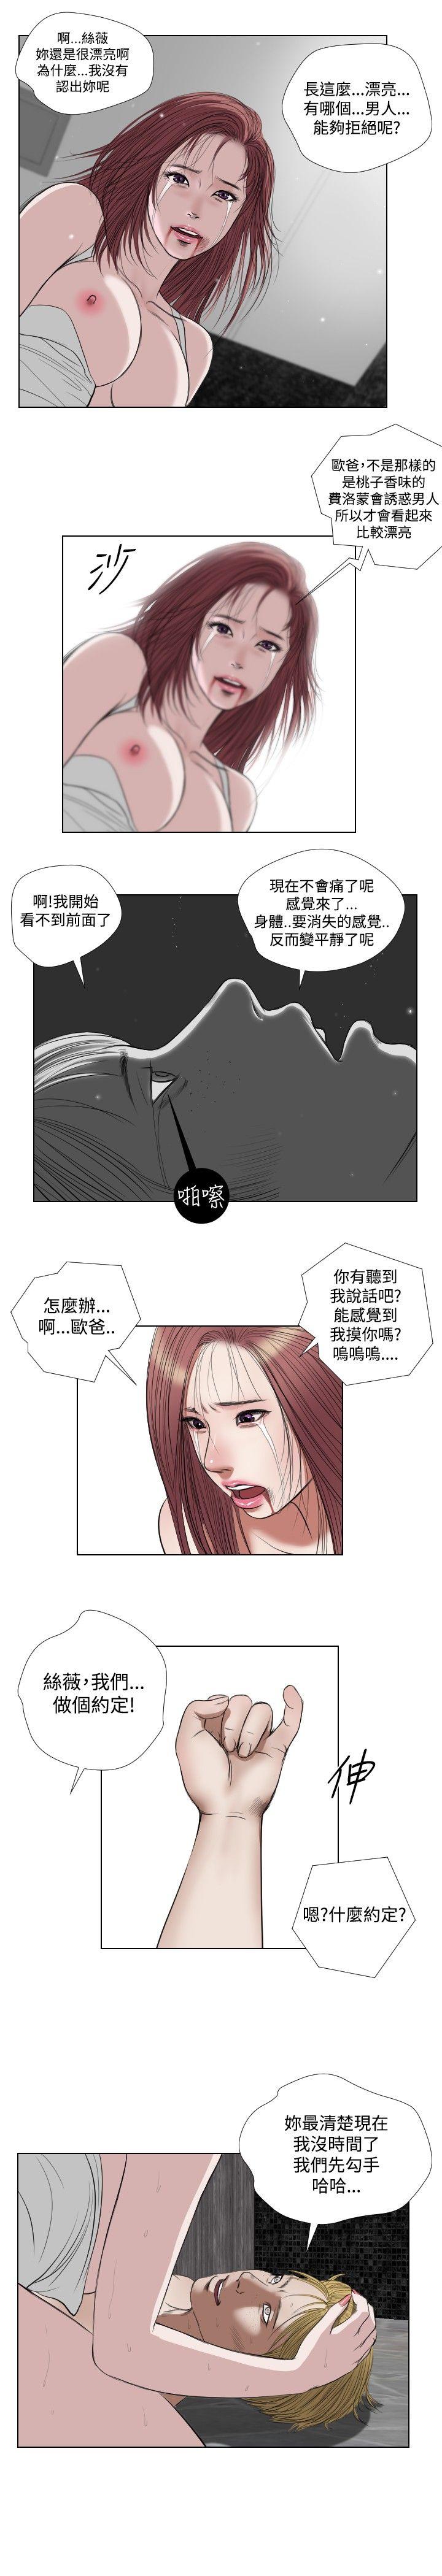 啊...絲薇
妳還是很漂亮啊
為什麼...我沒有
認出妳呢
長這麼...漂亮...
有哪個...男人...
能夠拒絕呢?
歐爸,不是那樣的
是桃子香味的
費洛蒙會誘惑男人
所以才會看起來
比較漂亮
沙
啊!我開始
看不到前面了
現在不會痛了呢
感覺來了...
身體..要消失的感覺..
反而變平靜了呢
啪嚓
怎麼辦...
啊...歐爸..
你有聽到
我說話吧?
能感覺到
我摸你嗎?
嗚嗚嗚....
絲薇,我們...
做個約定!
伸
嗯?什麼約定?
妳最清楚現在
我沒時間了
我們先勾手
哈哈...